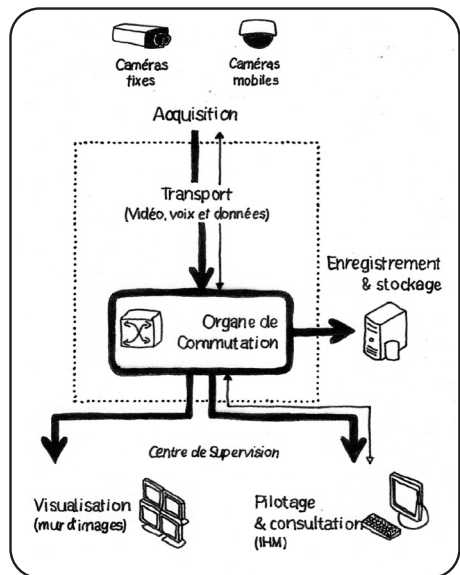 Caméras
fixes
Caméras
mobiles
Acquisition
Transport
(Vidéo, voix et données)
Enregistrement
& stockage
Organe de
Commutation
Centre de Supervision
Visualisation
(mur d'images)
Pilotage
& consultation
(IHM)